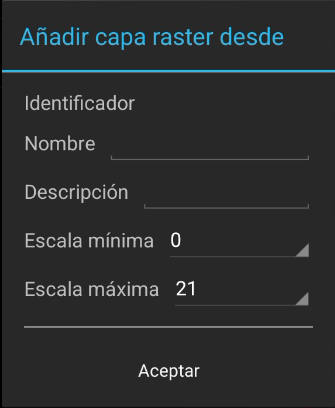 Añadir capa raster desde
Identificador
Nombre
Descripción
Escala mínima 0
Escala máxima 21
Aceptar